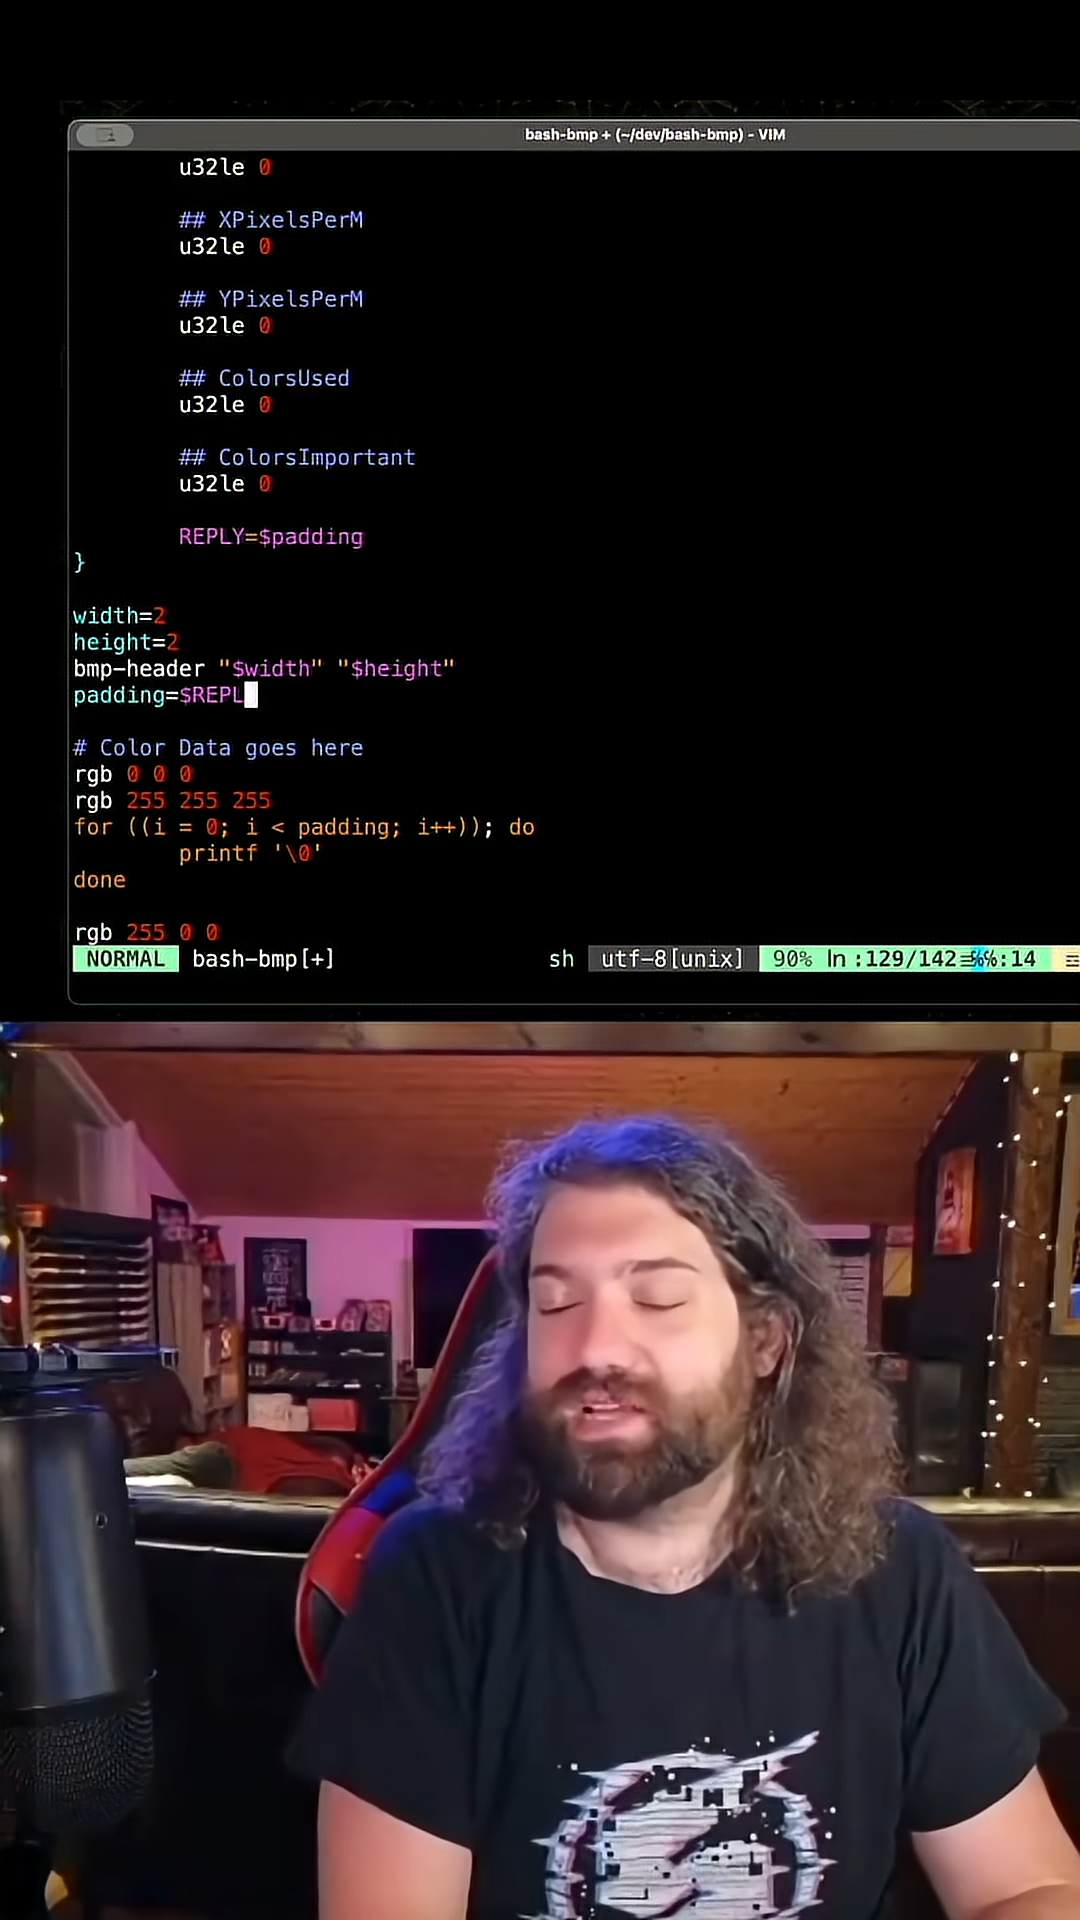 bash-bmp + (~/dev/bash-bmp) - VIM
u32le 0
## XPixelsPerM
u32le 0
## YPixelsPerM
u32le 0
## ColorsUsed
u32le 0
## ColorsImportant
u32le 0
REPLY=$padding
}
width=2
height=2
bmp-header "$width" "$height"
padding=$REPL
# Color Data goes here
rgb 0 0 0
rgb 255 255 255
for ((i = 0; i < padding; i++)); do
printf '\0'
done
rgb 255 0 0
NORMAL bash-bmp[+] sh utf-8[unix] 90% ln :129/142 :14